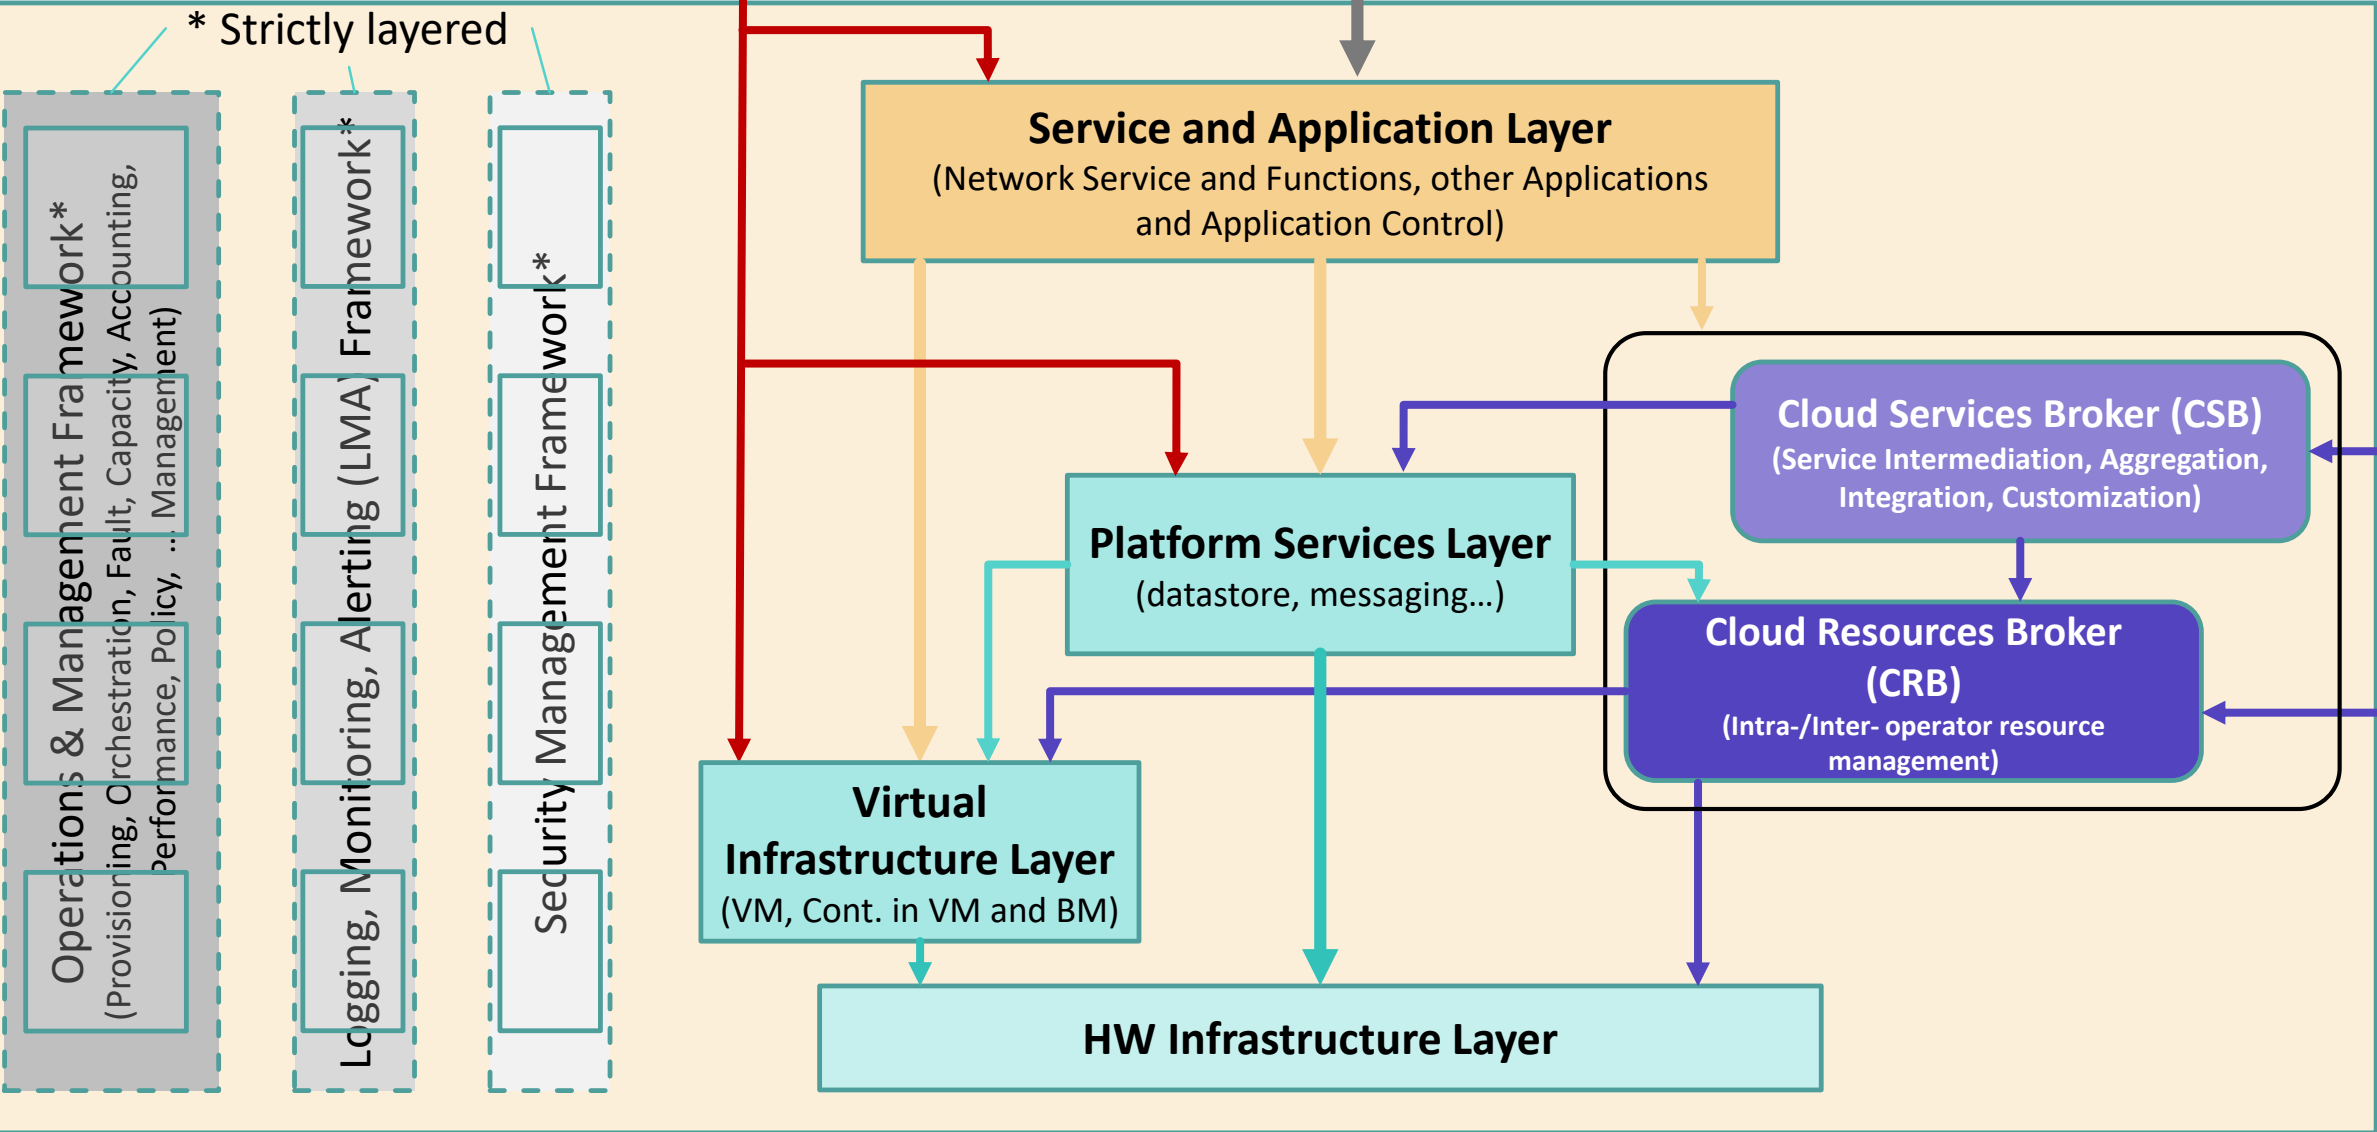 * Strictly layered
Operations & Management Framework*
(Provisioning, Orchestration, Fault, Capacity, Accounting,
Performance, Policy, ... Management)
Logging, Monitoring, Alerting (LMA) Framework*
Security Management Framework*
Service and Application Layer
(Network Service and Functions, other Applications
and Application Control)
Cloud Services Broker (CSB)
(Service Intermediation, Aggregation,
Integration, Customization)
Platform Services Layer
(datastore, messaging...)
Cloud Resources Broker
(CRB)
(Intra-/Inter- operator resource
management)
Virtual
Infrastructure Layer
(VM, Cont. in VM and BM)
HW Infrastructure Layer